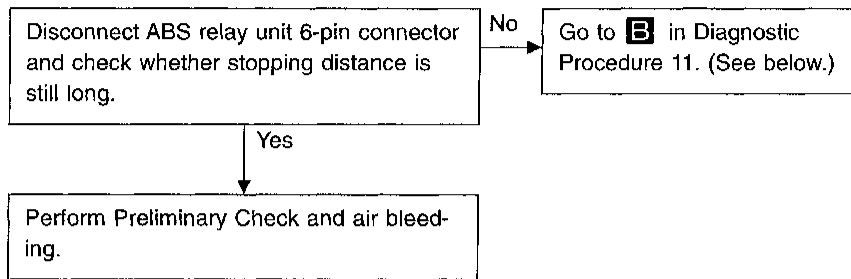 Disconnect ABS relay unit 6-pin connector
and check whether stopping distance is
still long.
No
Go to B in Diagnostic
Procedure 11. (See below.)
Yes
Perform Preliminary Check and air bleed-
ing.